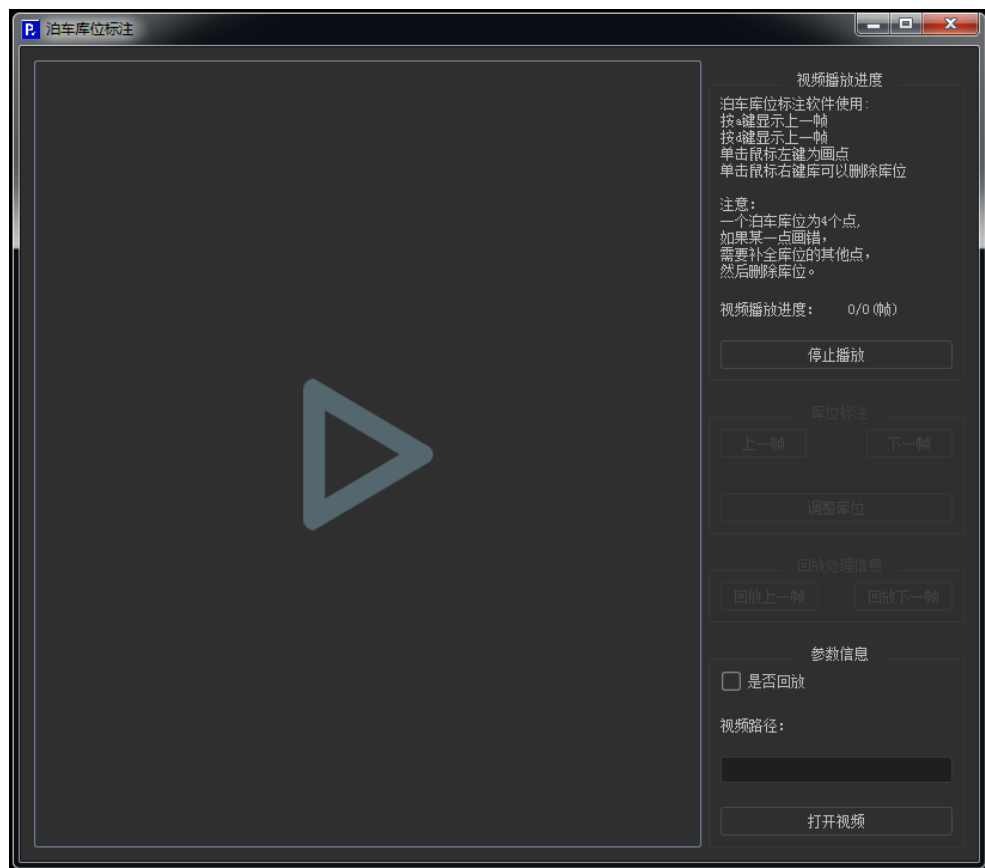 P.
泊车库位标注
视频播放进度
泊车库位标注软件使用:
按a键显示上一帧
按d键显示上一帧
单击鼠标左键为画点
单击鼠标右键库可以删除库位
注意：
一个泊车库位为4个点,
如果某一点画错，
需要补全库位的其他点，
然后删除库位。
视频播放进度： 0/0(帧)
停止播放
库位标注
上一帧 下一帧
调整库位
回放处理信息
回放上一帧 回放下一帧
参数信息
是否回放
视频路径：
打开视频